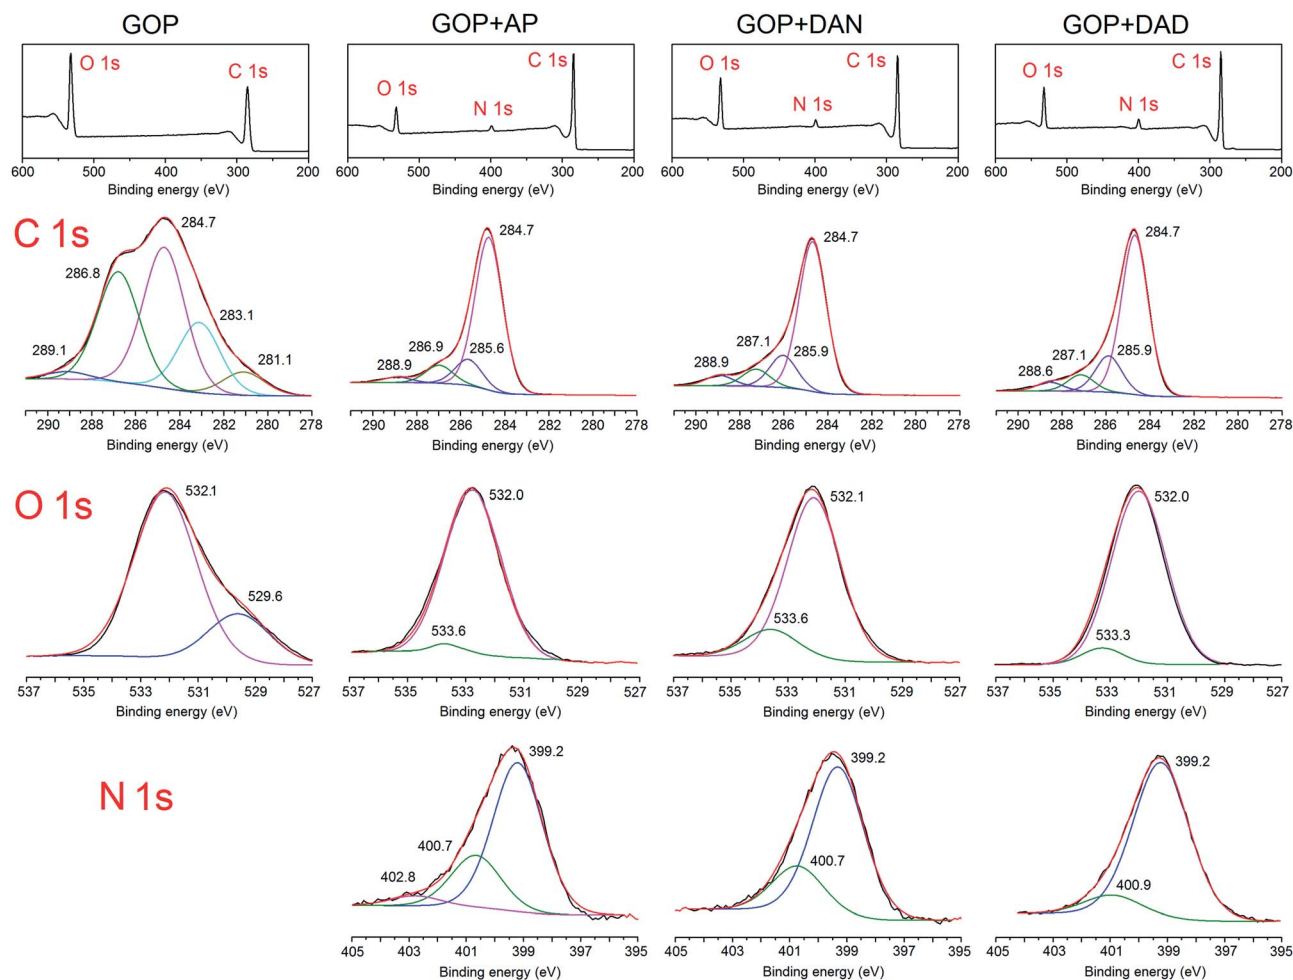 GOP
GOP+AP
GOP+DAN
GOP+DAD
O 1s
C 1s
600 500 400 300 200
Binding energy (eV)
O 1s
N 1s
C 1s
600 500 400 300 200
Binding energy (eV)
O 1s
N 1s
C 1s
600 500 400 300 200
Binding energy (eV)
O 1s
N 1s
C 1s
600 500 400 300 200
Binding energy (eV)
C 1s
284.7
286.8
283.1
289.1
281.1
290 288 286 284 282 280 278
Binding energy (eV)
284.7
286.9
285.6
288.9
290 288 286 284 282 280 278
Binding energy (eV)
284.7
287.1
285.9
288.9
290 288 286 284 282 280 278
Binding energy (eV)
284.7
287.1
285.9
288.6
290 288 286 284 282 280 278
Binding energy (eV)
O 1s
532.1
529.6
537 535 533 531 529 527
Binding energy (eV)
532.0
533.6
537 535 533 531 529 527
Binding energy (eV)
532.1
533.6
537 535 533 531 529 527
Binding energy (eV)
532.0
533.3
537 535 533 531 529 527
Binding energy (eV)
N 1s
399.2
400.7
402.8
405 403 401 399 397 395
Binding energy (eV)
399.2
400.7
405 403 401 399 397 395
Binding energy (eV)
399.2
400.9
405 403 401 399 397 395
Binding energy (eV)